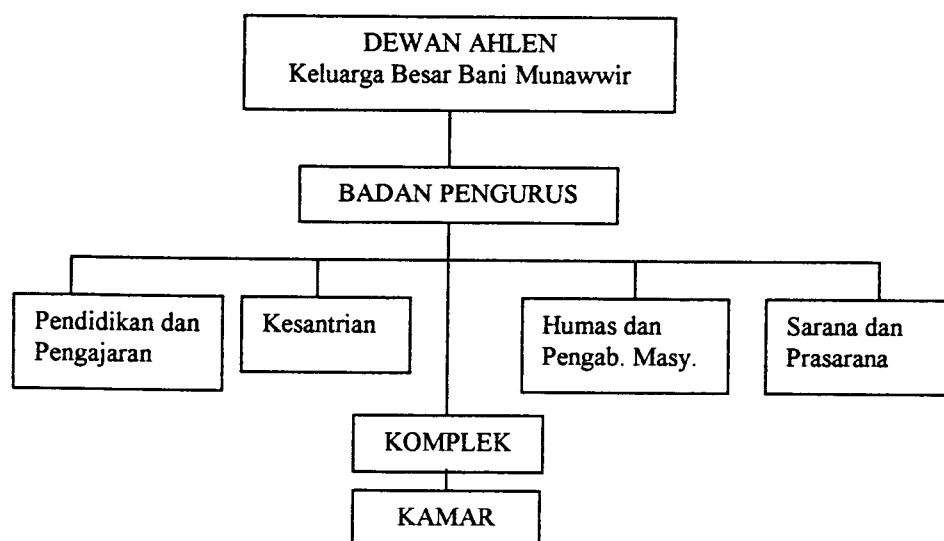 DEWAN AHLEN
Keluarga Besar Bani Munawwir
BADAN PENGURUS
Pendidikan dan
Pengajaran
Kesantrian
Humas dan
Pengab. Masy.
Sarana dan
Prasarana
KOMPLEK
KAMAR